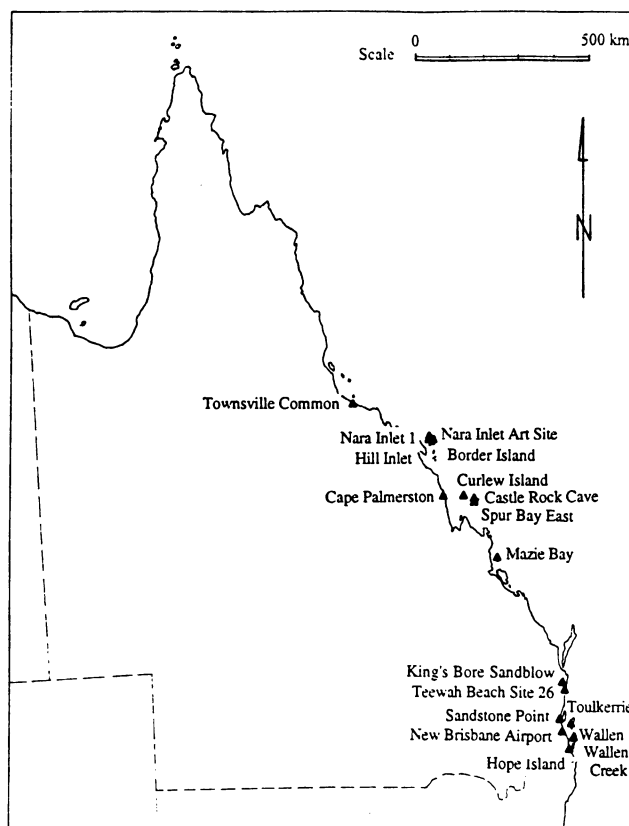 0 500 km
Scale
N
Townsville Common
Nara Inlet 1 Nara Inlet Art Site
Hill Inlet Border Island
Curlew Island
Cape Palmerston Castle Rock Cave
Spur Bay East
Mazie Bay
King's Bore Sandblow
Teewah Beach Site 26
Toulkerrie
Sandstone Point
New Brisbane Airport Wallen
Wallen
Hope Island
Creek